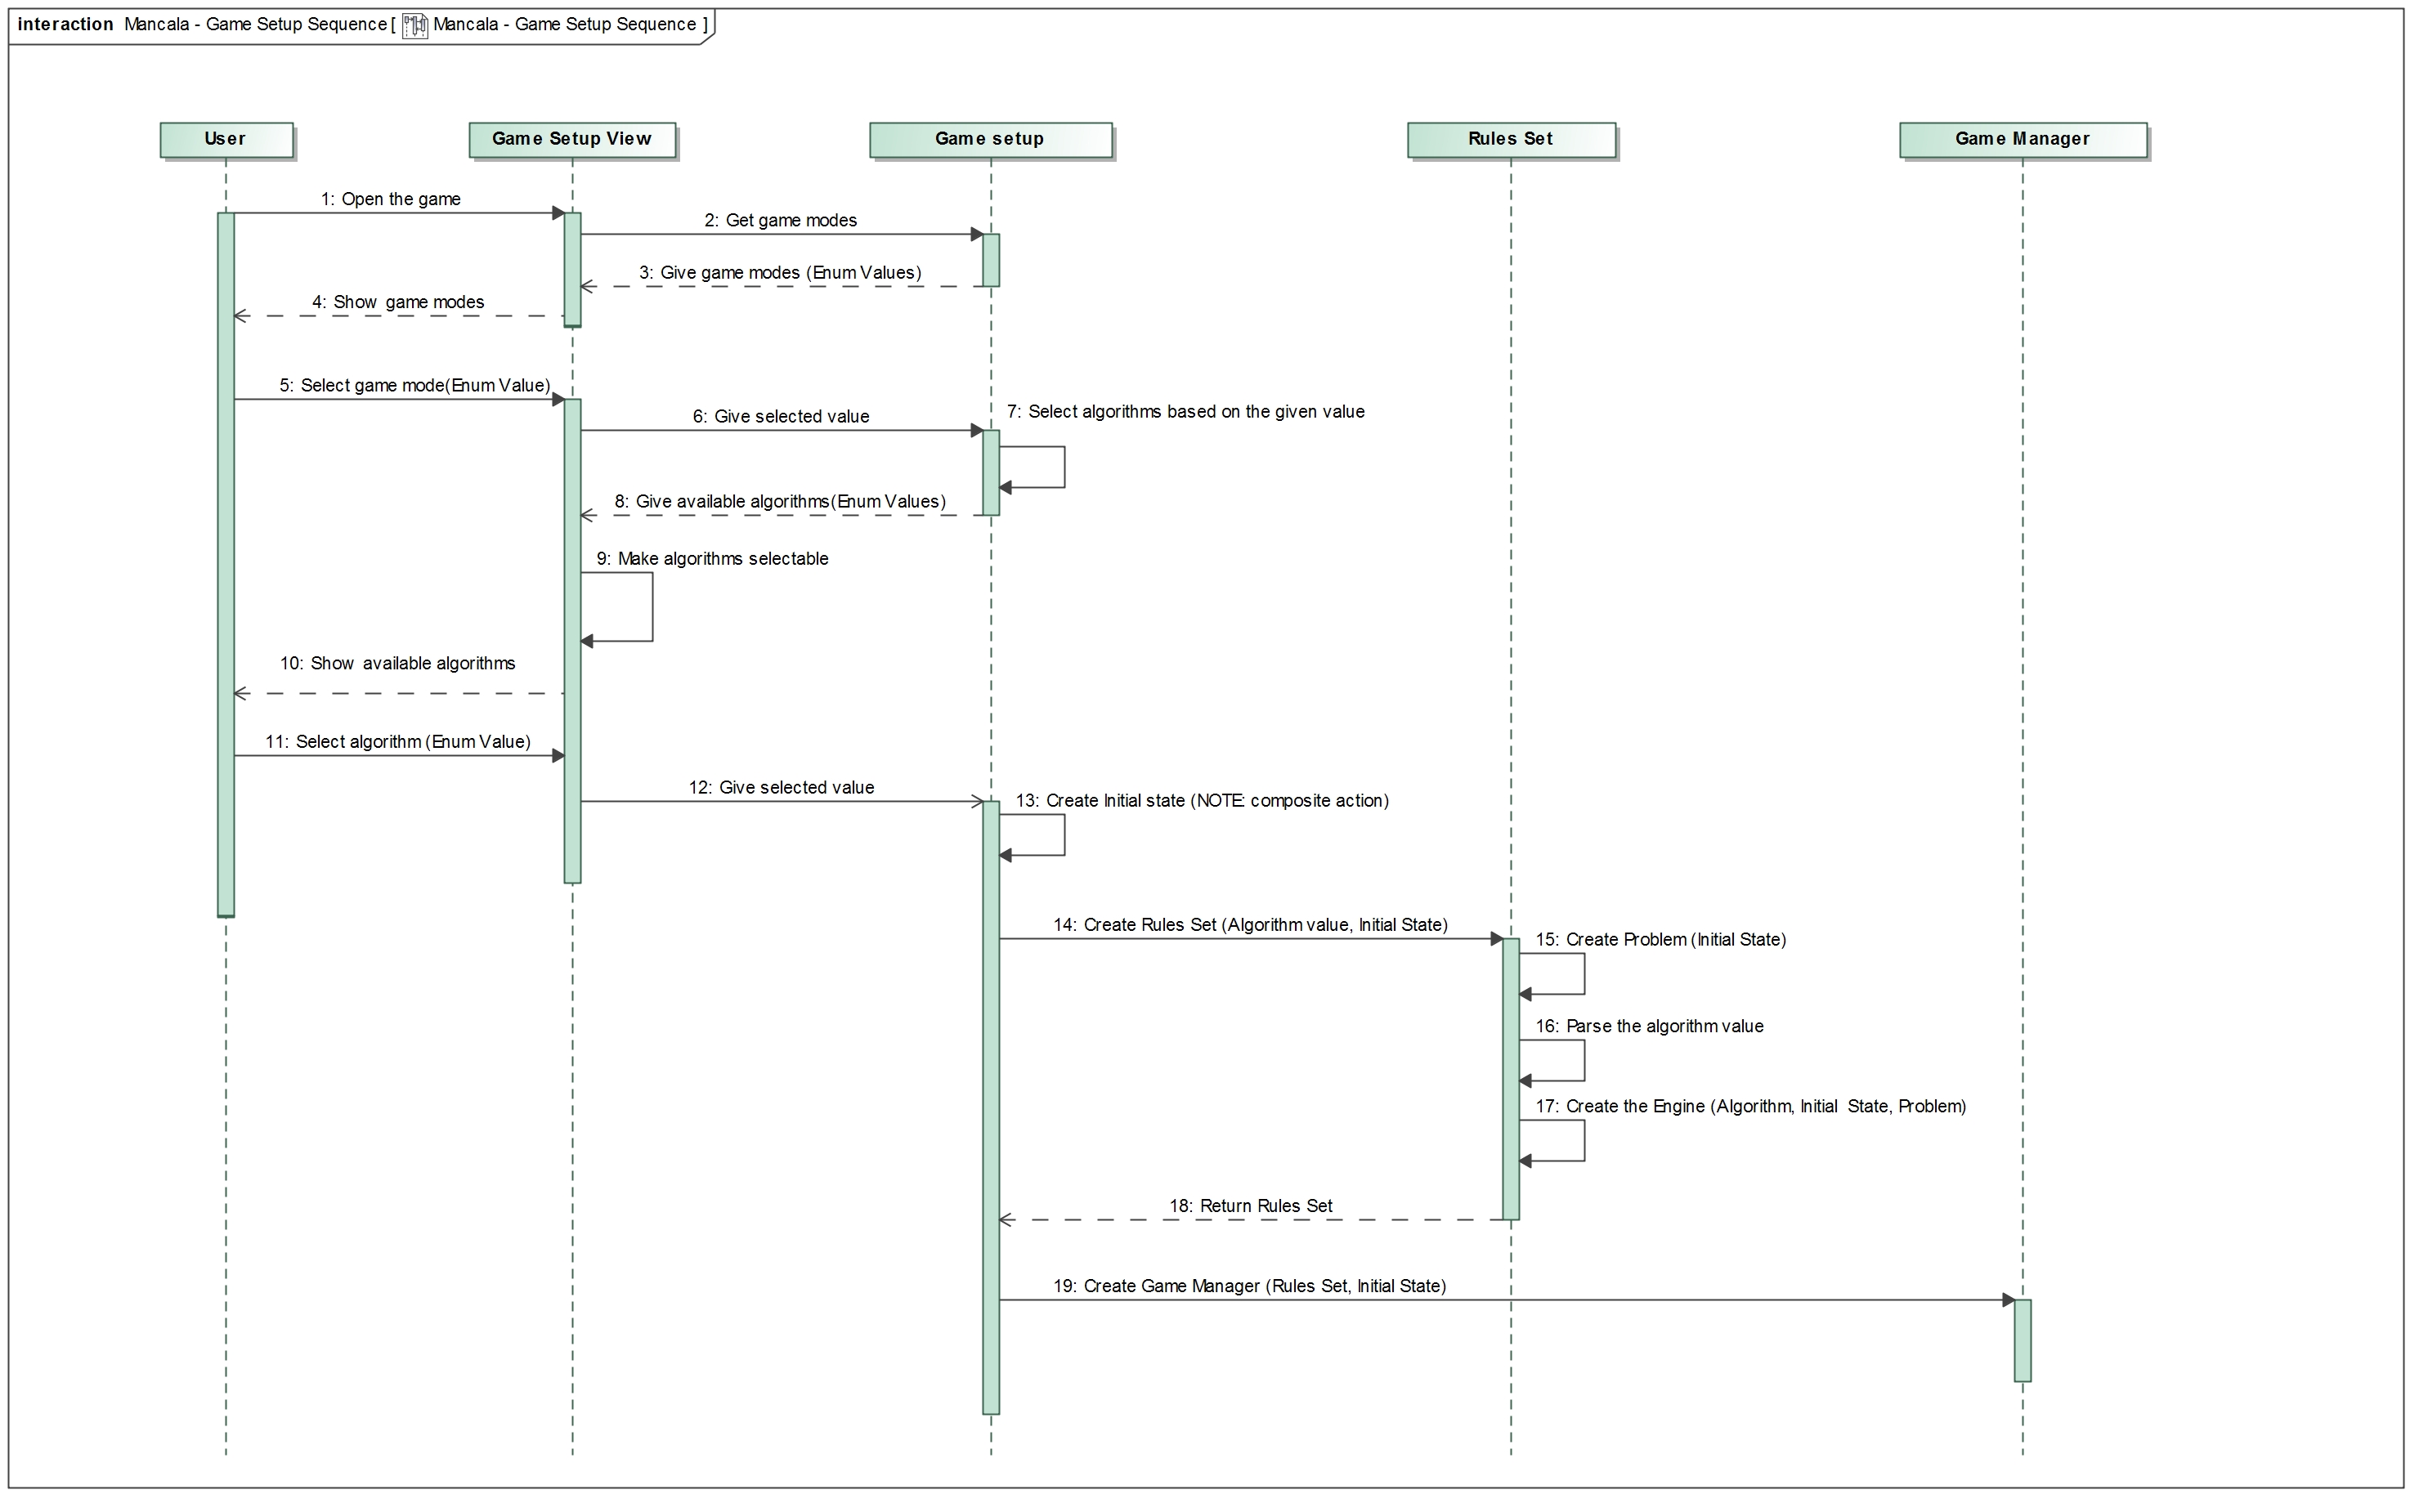 interaction Mancala - Game Setup Sequence [ Mancala - Game Setup Sequence ]
User
Game Setup View
Game setup
Rules Set
Game Manager
1: Open the game
2: Get game modes
3: Give game modes (Enum Values)
4: Show game modes
5: Select game mode(Enum Value)
6: Give selected value
7: Select algorithms based on the given value
8: Give available algorithms(Enum Values)
9: Make algorithms selectable
10: Show available algorithms
11: Select algorithm (Enum Value)
12: Give selected value
13: Create Initial state (NOTE: composite action)
14: Create Rules Set (Algorithm value, Initial State)
15: Create Problem (Initial State)
16: Parse the algorithm value
17: Create the Engine (Algorithm, Initial State, Problem)
18: Return Rules Set
19: Create Game Manager (Rules Set, Initial State)